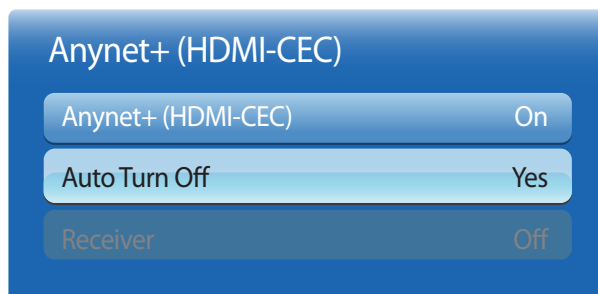 Anynet+ (HDMI-CEC)
Anynet+ (HDMI-CEC) On
Auto Turn Off Yes
Receiver Off